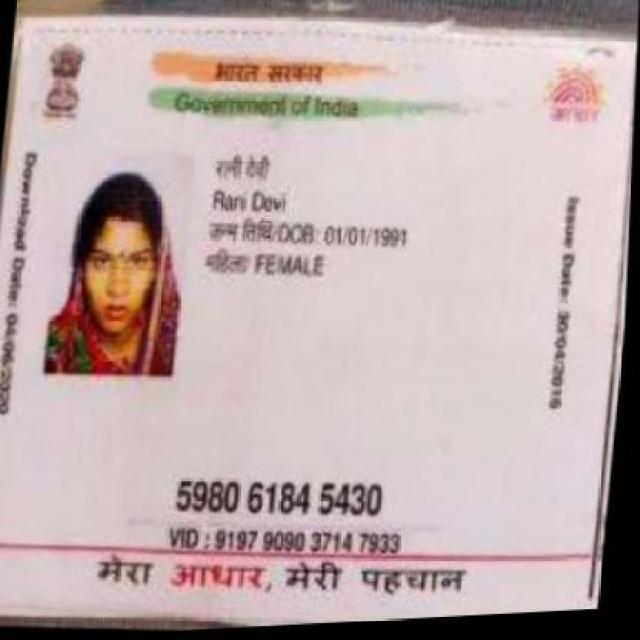 भारत सरकार
Government of India
आधार
रानी देवी
Rani Devi
जन्म तिथि/DOB: 01/01/1991
महिला/ FEMALE
Download Date: 04/06/2020
Issue Date: 30/04/2016
5980 6184 5430
VID : 9197 9090 3714 7933
मेरा आधार, मेरी पहचान